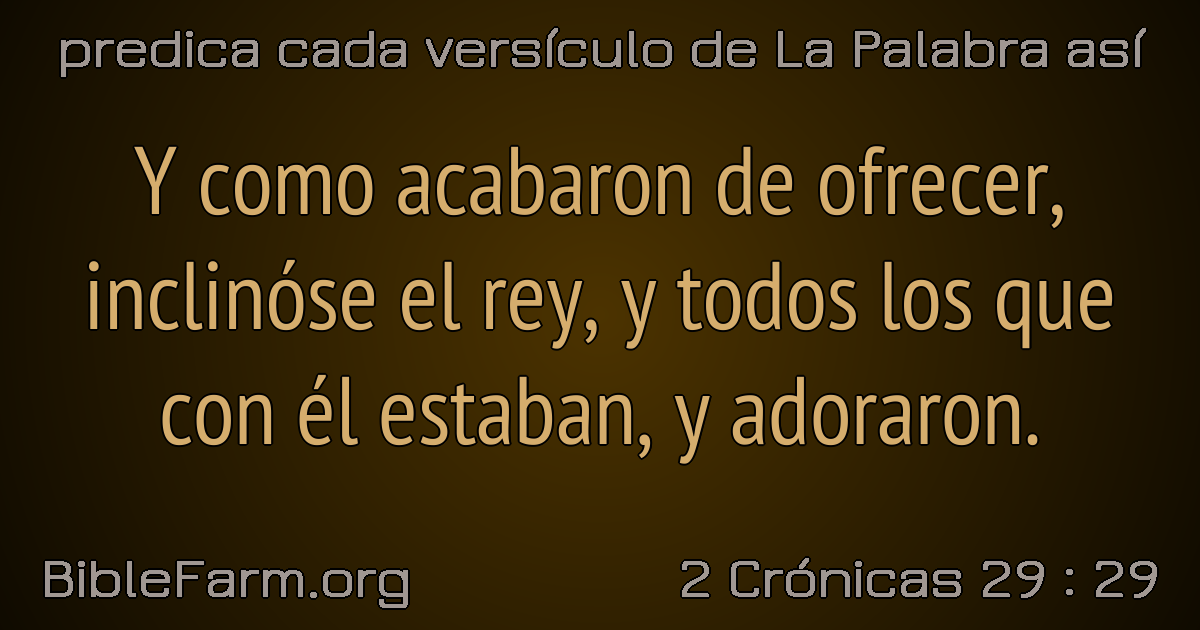 predica cada versículo de La Palabra así
Y como acabaron de ofrecer,
inclinóse el rey, y todos los que
con él estaban, y adoraron.
BibleFarm.org
2 Crónicas 29 : 29